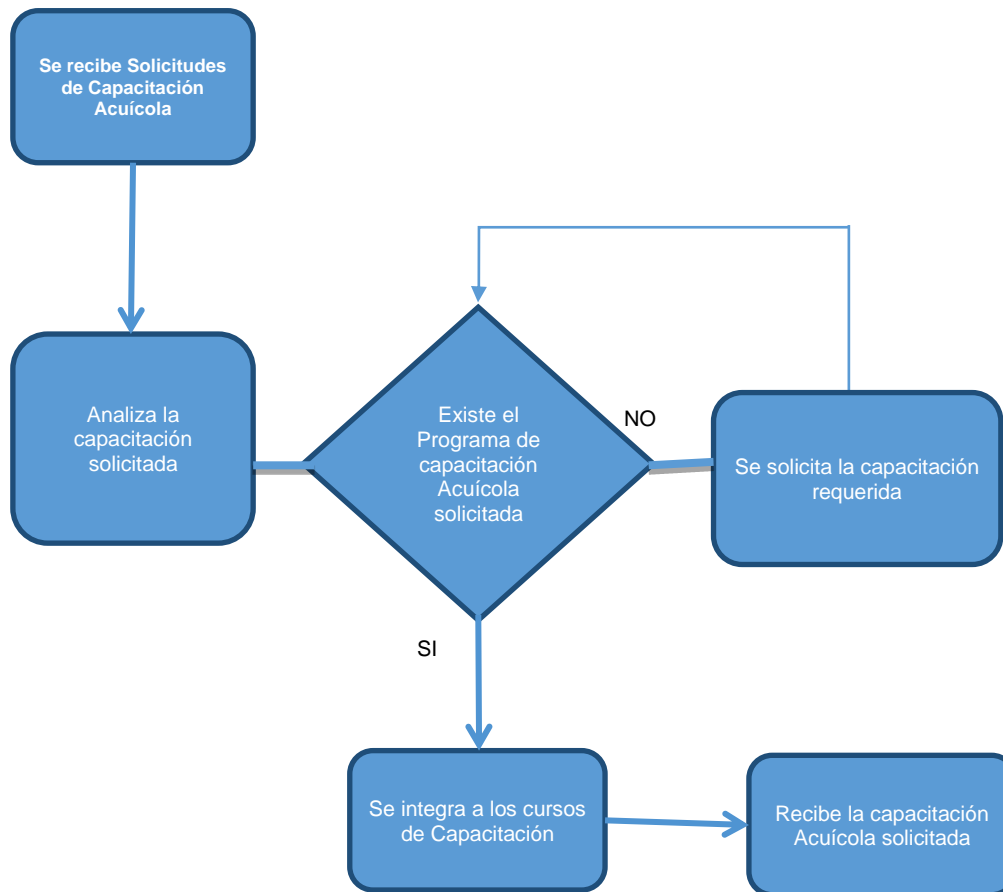 Se recibe Solicitudes
de Capacitación
Acuícola
Analiza la
capacitación
solicitada
Existe el
Programa de
capacitación
Acuícola
solicitada
NO
Se solicita la capacitación
requerida
SI
Se integra a los cursos
de Capacitación
Recibe la capacitación
Acuícola solicitada